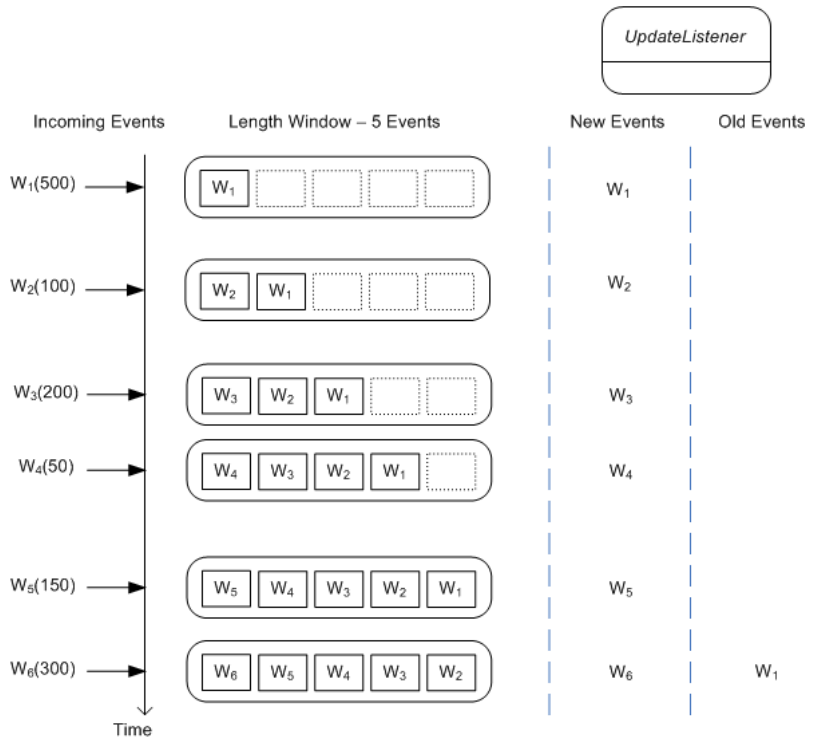 UpdateListener
Incoming Events Length Window – 5 Events New Events Old Events
W₁(500) W₁ W₁
W₂(100) W₂ W₁ W₂
W₃(200) W₃ W₂ W₁ W₃
W₄(50) W₄ W₃ W₂ W₁ W₄
W₅(150) W₅ W₄ W₃ W₂ W₁ W₅
W₆(300) W₆ W₅ W₄ W₃ W₂ W₆ W₁
Time